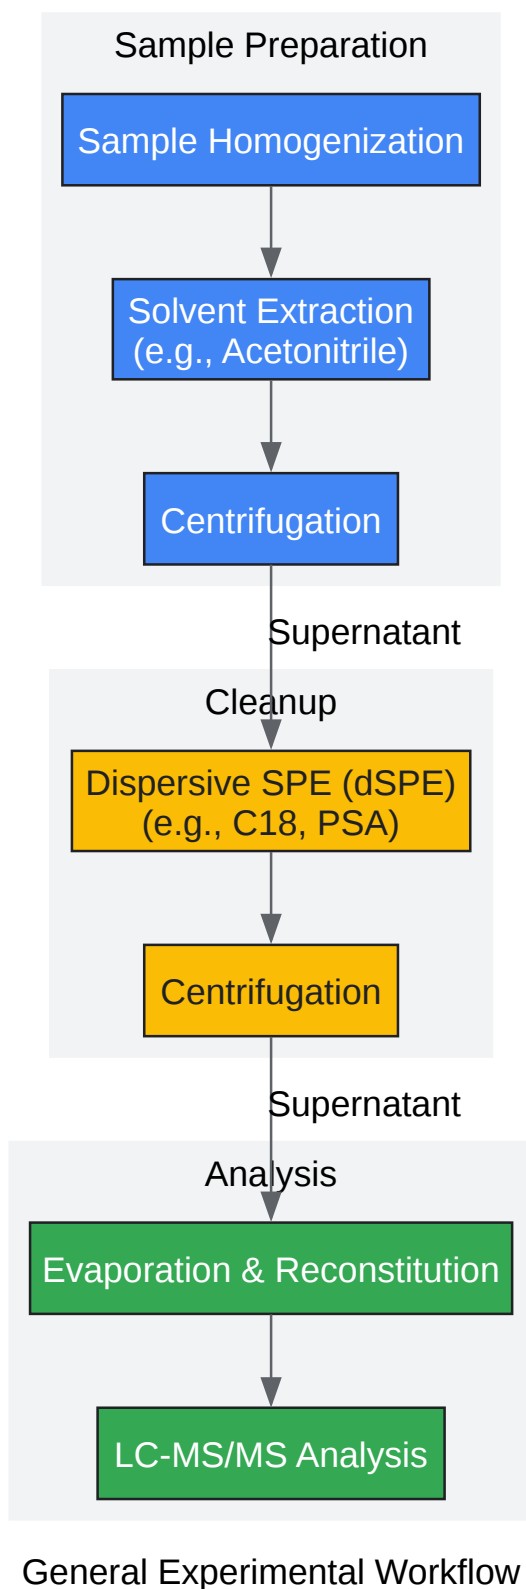 Sample Preparation
Sample Homogenization
Solvent Extraction
(e.g., Acetonitrile)
Centrifugation
Supernatant
Cleanup
Dispersive SPE (dSPE)
(e.g., C18, PSA)
Centrifugation
Supernatant
Analysis
Evaporation & Reconstitution
LC-MS/MS Analysis
General Experimental Workflow